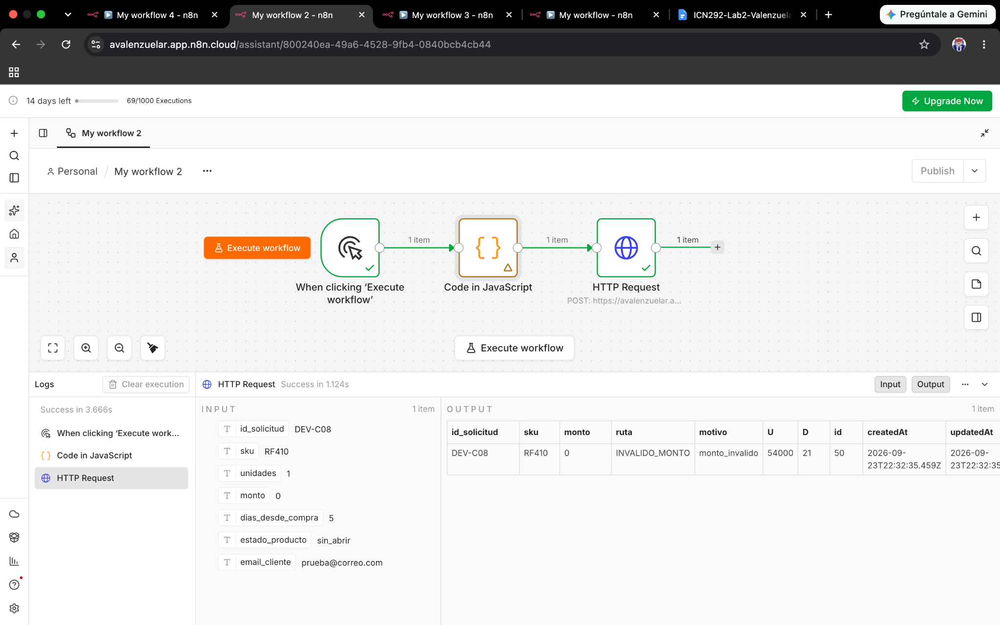 My workflow 4 - n8n
My workflow 2 - n8n
My workflow 3 - n8n
My workflow - n8n
ICN292-Lab2-Valenzuela
Pregúntale a Gemini
avalenzuelar.app.n8n.cloud/assistant/800240ea-49a6-4528-9fb4-0840bcb4cb44
14 days left
69/1000 Executions
Upgrade Now
My workflow 2
Personal / My workflow 2 ...
Publish
Execute workflow
1 item
1 item
1 item
When clicking ‘Execute
workflow’
Code in JavaScript
HTTP Request
POST: https://avalenzuelar.a...
Execute workflow
Logs
Clear execution
HTTP Request Success in 1.124s
Input
Output
Success in 3.666s
When clicking ‘Execute work...
Code in JavaScript
HTTP Request
INPUT
1 item
T id_solicitud DEV-C08
T sku RF410
T unidades 1
T monto 0
T dias_desde_compra 5
T estado_producto sin_abrir
T email_cliente prueba@correo.com
OUTPUT
1 item
id_solicitud sku monto ruta motivo U D id createdAt updatedAt
DEV-C08 RF410 0 INVALIDO_MONTO monto_invalido 54000 21 50 2026-09-23T22:32:35.459Z 2026-09-23T22:32:35